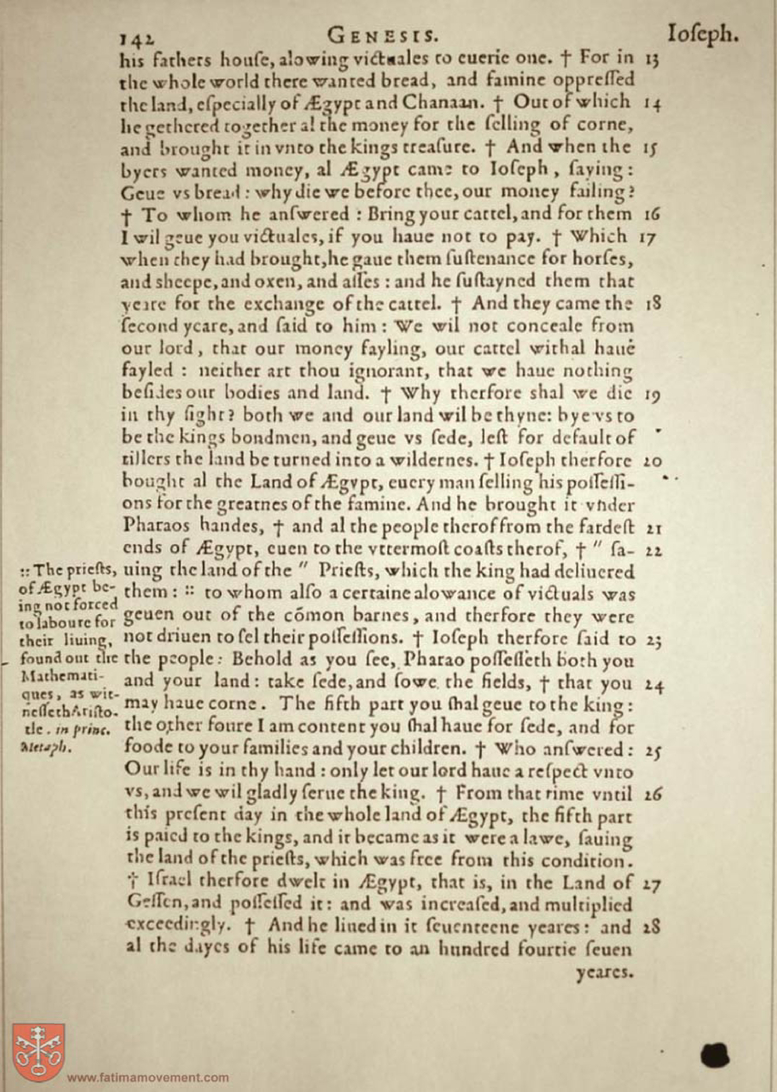 142 GENESIS. Ioſeph.
his fathers houſe, alowing victuales to euerie one. † For in 13
the whole world there wanted bread, and famine oppreſſed
the land, eſpecially of Ægypt and Chanaan. † Out of which 14
he gethered together al the money for the ſelling of corne,
and brought it in vnto the kings treaſure. † And when the 15
byers wanted money, al Ægypt came to Ioſeph, ſaying:
Geue vs bread: why die we before thee, our money failing?
† To whom he anſwered: Bring your cattel, and for them 16
I wil geue you victuales, if you haue not to pay. † Which 17
when they had brought, he gaue them ſuſtenance for horſes,
and sheepe, and oxen, and aſſes: and he ſuſtayned them that
yeare for the exchange of the cattel. † And they came the 18
ſecond yeare, and ſaid to him: We wil not conceale from
our lord, that our money fayling, our cattel withal haue
fayled: neither art thou ignorant, that we haue nothing
beſides our bodies and land. † Why therfore shal we die 19
in thy ſight? both we and our land wil be thyne: bye vs to
be the kings bondmen, and geue vs ſede, leſt for default of
tillers the land be turned into a wildernes. † Ioſeph therfore 20
bought al the Land of Ægypt, euery man ſelling his poſſeſſi-
ons for the greatnes of the famine. And he brought it vnder
Pharaos handes, † and al the people therof from the fardeſt 21
ends of Ægypt, euen to the vttermoſt coaſts therof, † " ſa- 22
uing the land of the " Prieſts, which the king had deliuered
them: :: to whom alſo a certaine alowance of victuals was
geuen out of the cōmon barnes, and therfore they were
not driuen to ſel their poſſeſſions. † Ioſeph therfore ſaid to 23
the people: Behold as you ſee, Pharao poſſeſſeth both you
and your land: take ſede, and ſowe the fields, † that you 24
may haue corne. The fifth part you ſhal geue to the king:
the other foure I am content you ſhal haue for ſede, and for
foode to your families and your children. † Who anſwered: 25
Our life is in thy hand: only let our lord haue a reſpect vnto
vs, and we wil gladly ſerue the king. † From that time vntil 26
this preſent day in the whole land of Ægypt, the fifth part
is paied to the kings, and it became as it were a lawe, ſauing
the land of the prieſts, which was free from this condition.
† Iſrael therfore dwelt in Ægypt, that is, in the Land of 27
Geſſen, and poſſeſſed it: and was increaſed, and multiplied
exceedingly. † And he liued in it ſeuenteene yeares: and 28
al the dayes of his life came to an hundred fourtie ſeuen
yeares.
:: The prieſts,
of Ægypt be-
ing not forced
to laboure for
their liuing,
found out the
Mathemati-
ques, as wit-
neſſeth Ariſto-
tle. in princ.
Metaph.
www.fatimamovement.com